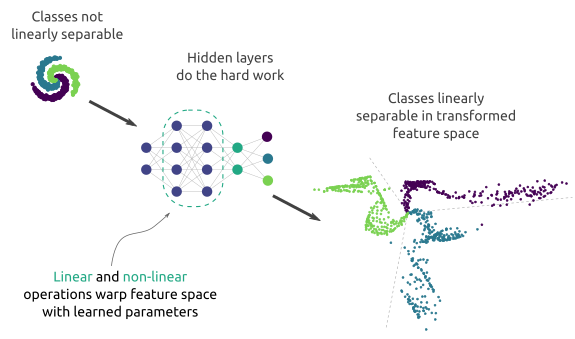 Classes not
linearly separable
Hidden layers
do the hard work
Classes linearly
separable in transformed
feature space
Linear and non-linear
operations warp feature space
with learned parameters